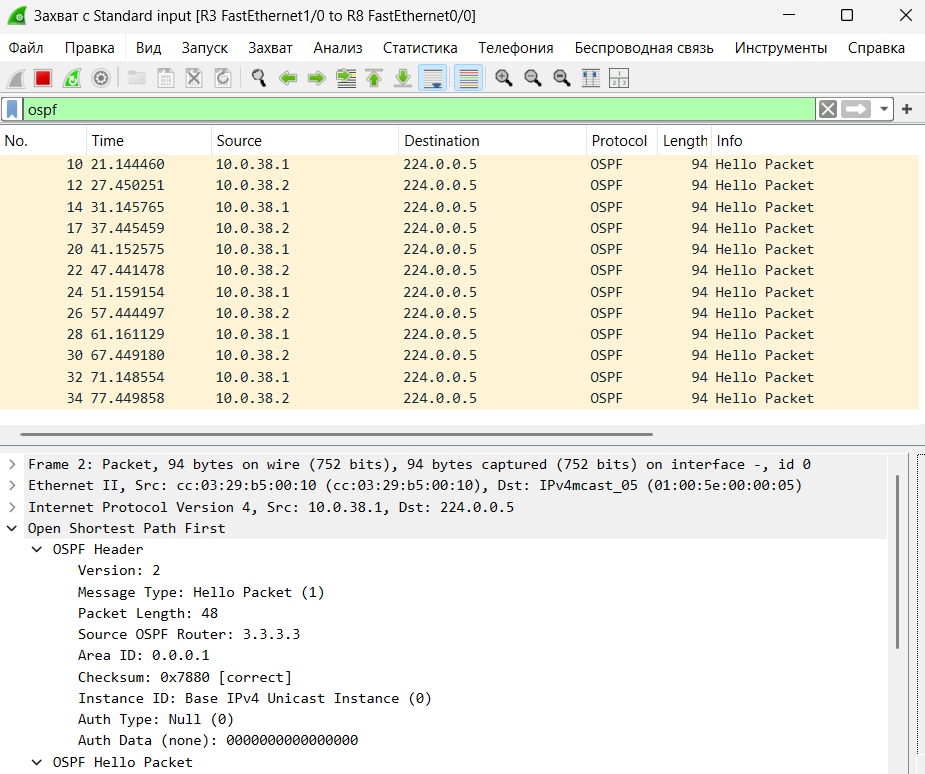 Захват с Standard input [R3 FastEthernet1/0 to R8 FastEthernet0/0]
Файл Правка Вид Запуск Захват Анализ Статистика Телефония Беспроводная связь Инструменты Справка
ospf
No. Time Source Destination Protocol Length Info
10 21.144460 10.0.38.1 224.0.0.5 OSPF 94 Hello Packet
12 27.450251 10.0.38.2 224.0.0.5 OSPF 94 Hello Packet
14 31.145765 10.0.38.1 224.0.0.5 OSPF 94 Hello Packet
17 37.445459 10.0.38.2 224.0.0.5 OSPF 94 Hello Packet
20 41.152575 10.0.38.1 224.0.0.5 OSPF 94 Hello Packet
22 47.441478 10.0.38.2 224.0.0.5 OSPF 94 Hello Packet
24 51.159154 10.0.38.1 224.0.0.5 OSPF 94 Hello Packet
26 57.444497 10.0.38.2 224.0.0.5 OSPF 94 Hello Packet
28 61.161129 10.0.38.1 224.0.0.5 OSPF 94 Hello Packet
30 67.449180 10.0.38.2 224.0.0.5 OSPF 94 Hello Packet
32 71.148554 10.0.38.1 224.0.0.5 OSPF 94 Hello Packet
34 77.449858 10.0.38.2 224.0.0.5 OSPF 94 Hello Packet
Frame 2: Packet, 94 bytes on wire (752 bits), 94 bytes captured (752 bits) on interface -, id 0
Ethernet II, Src: cc:03:29:b5:00:10 (cc:03:29:b5:00:10), Dst: IPv4mcast_05 (01:00:5e:00:00:05)
Internet Protocol Version 4, Src: 10.0.38.1, Dst: 224.0.0.5
Open Shortest Path First
OSPF Header
Version: 2
Message Type: Hello Packet (1)
Packet Length: 48
Source OSPF Router: 3.3.3.3
Area ID: 0.0.0.1
Checksum: 0x7880 [correct]
Instance ID: Base IPv4 Unicast Instance (0)
Auth Type: Null (0)
Auth Data (none): 0000000000000000
OSPF Hello Packet